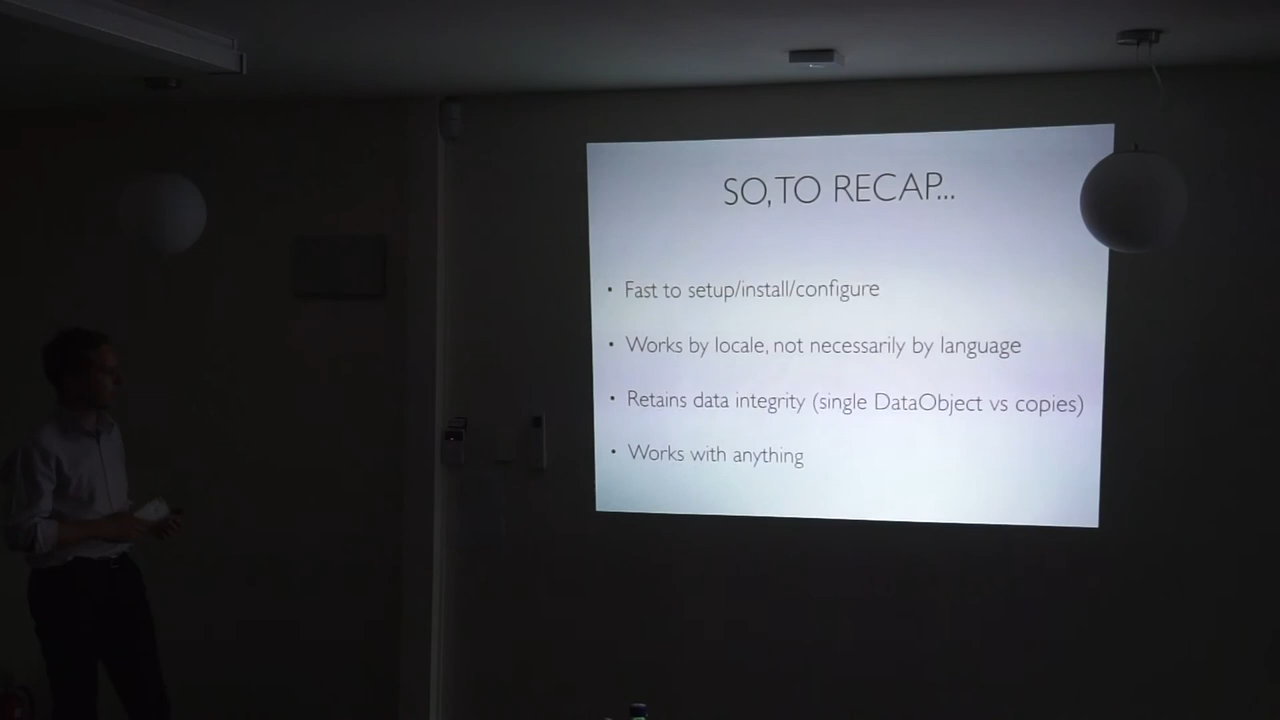 SO, TO RECAP...
• Fast to setup/install/configure
• Works by locale, not necessarily by language
• Retains data integrity (single DataObject vs copies)
• Works with anything